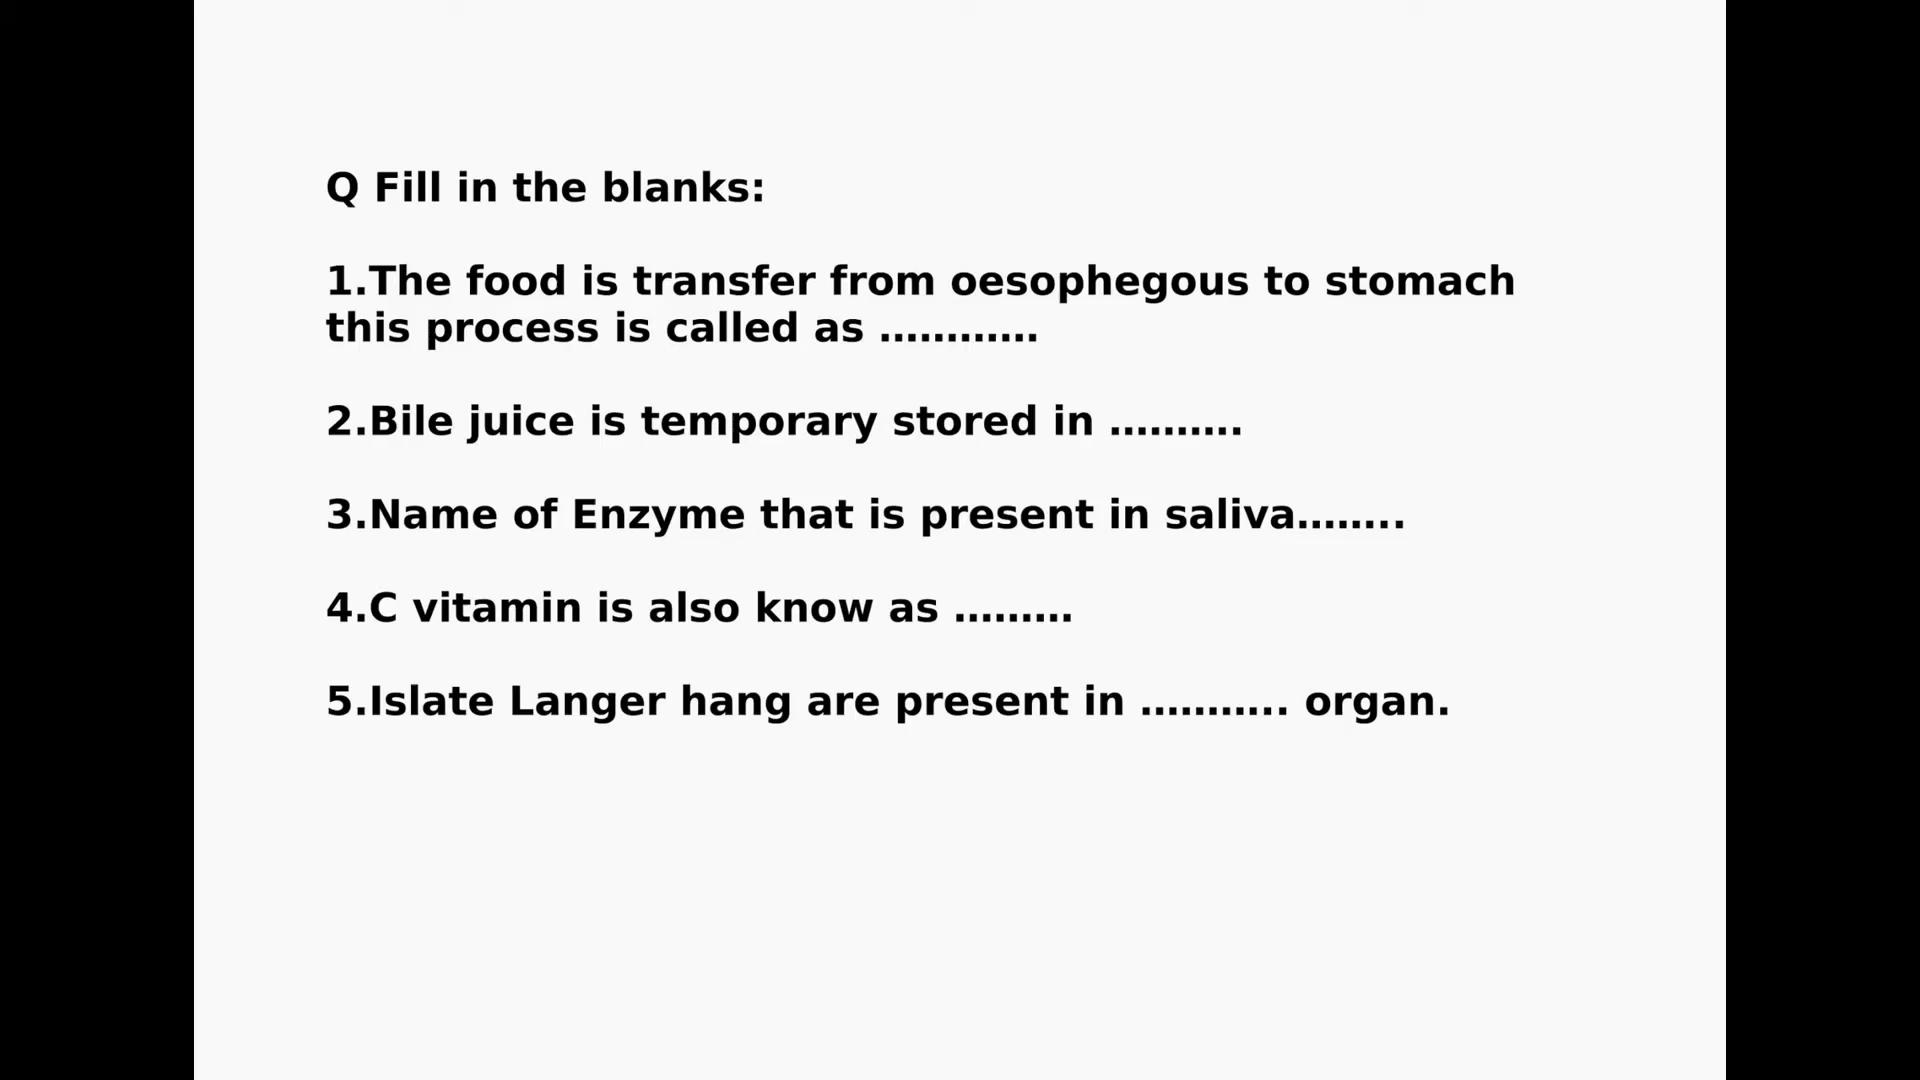 Q Fill in the blanks:
1.The food is transfer from oesophegous to stomach
this process is called as …………
2.Bile juice is temporary stored in ……….
3.Name of Enzyme that is present in saliva……..
4.C vitamin is also know as ………
5.Islate Langer hang are present in ……….. organ.